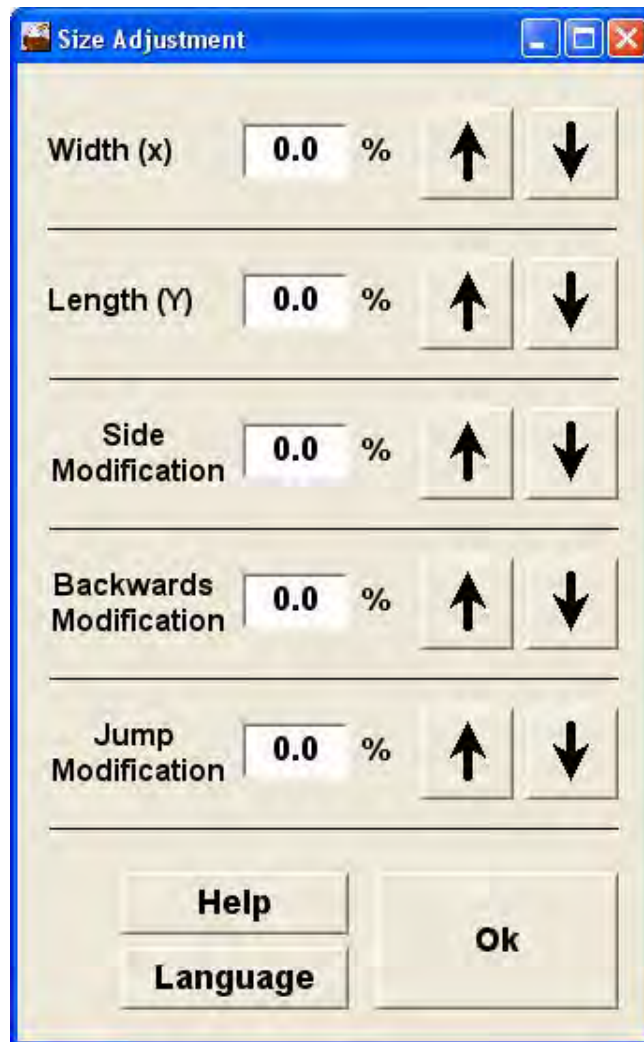 Size Adjustment
Width (x) 0.0 %
Length (Y) 0.0 %
Side
Modification 0.0 %
Backwards
Modification 0.0 %
Jump
Modification 0.0 %
Help
Ok
Language